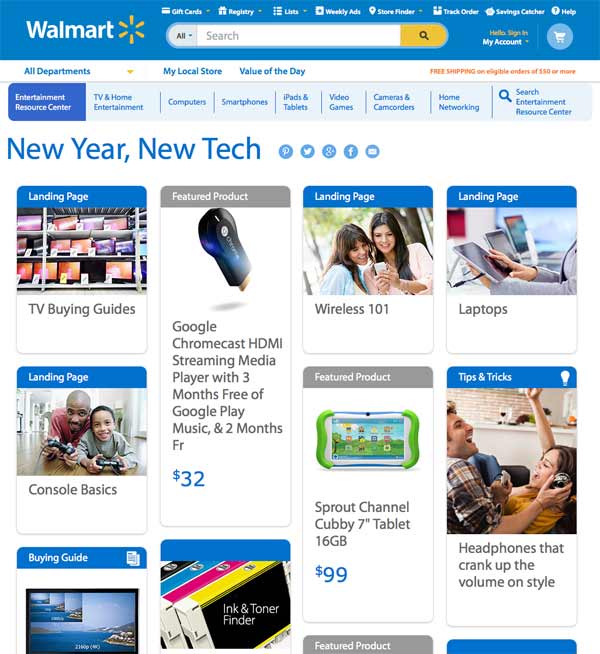 Gift Cards Registry Lists Weekly Ads Store Finder Track Order Savings Catcher Help
Walmart
All Search
Hello. Sign In
My Account
All Departments My Local Store Value of the Day FREE SHIPPING on eligible orders of $50 or more
Entertainment
Resource Center
TV & Home
Entertainment
Computers
Smartphones
iPads &
Tablets
Video
Games
Cameras &
Camcorders
Home
Networking
Search
Entertainment
Resource Center
New Year, New Tech
Landing Page
TV Buying Guides
Featured Product
chrome
Google
Chromecast HDMI
Streaming Media
Player with 3
Months Free of
Google Play
Music, & 2 Months
Fr
$32
Landing Page
Wireless 101
Landing Page
Laptops
Landing Page
Console Basics
Featured Product
Sprout Channel
Cubby 7" Tablet
16GB
$99
Tips & Tricks
Headphones that
crank up the
volume on style
Buying Guide
2160p (4K)
Ink & Toner
Finder
Featured Product